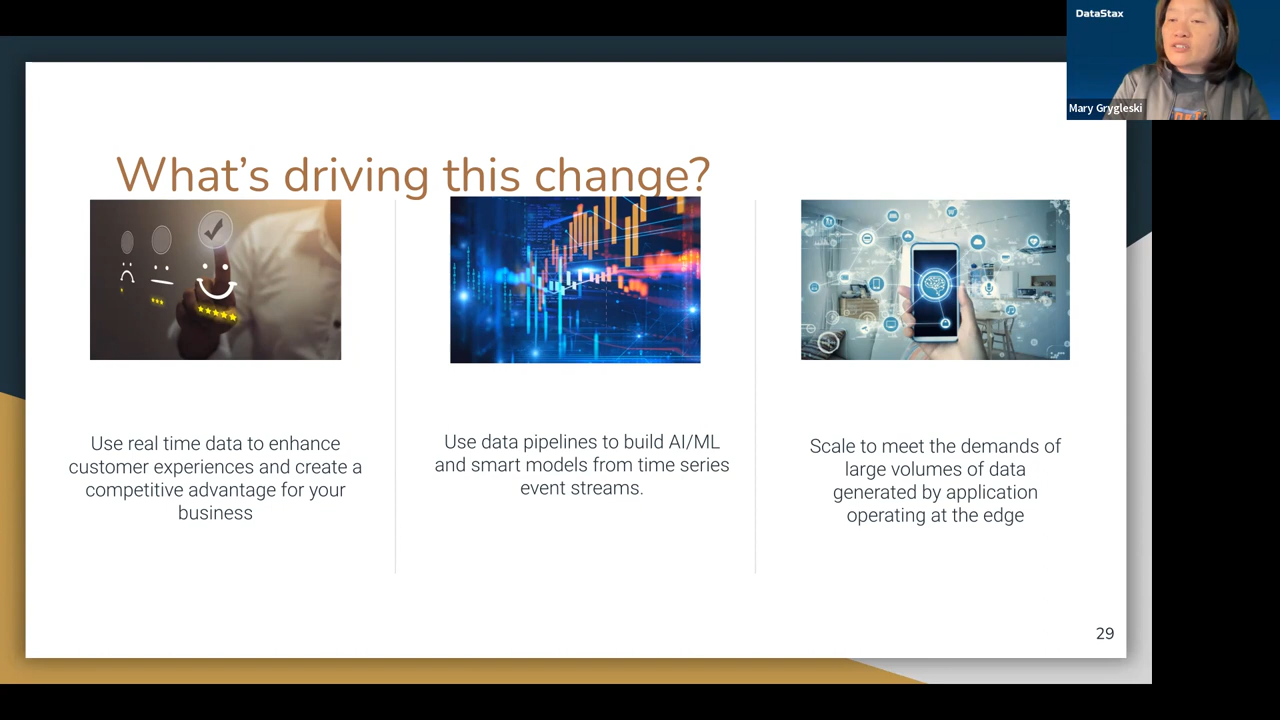 DataStax
Mary Grygleski
What's driving this change?
Use real time data to enhance
customer experiences and create a
competitive advantage for your
business
Use data pipelines to build AI/ML
and smart models from time series
event streams.
Scale to meet the demands of
large volumes of data
generated by application
operating at the edge
29